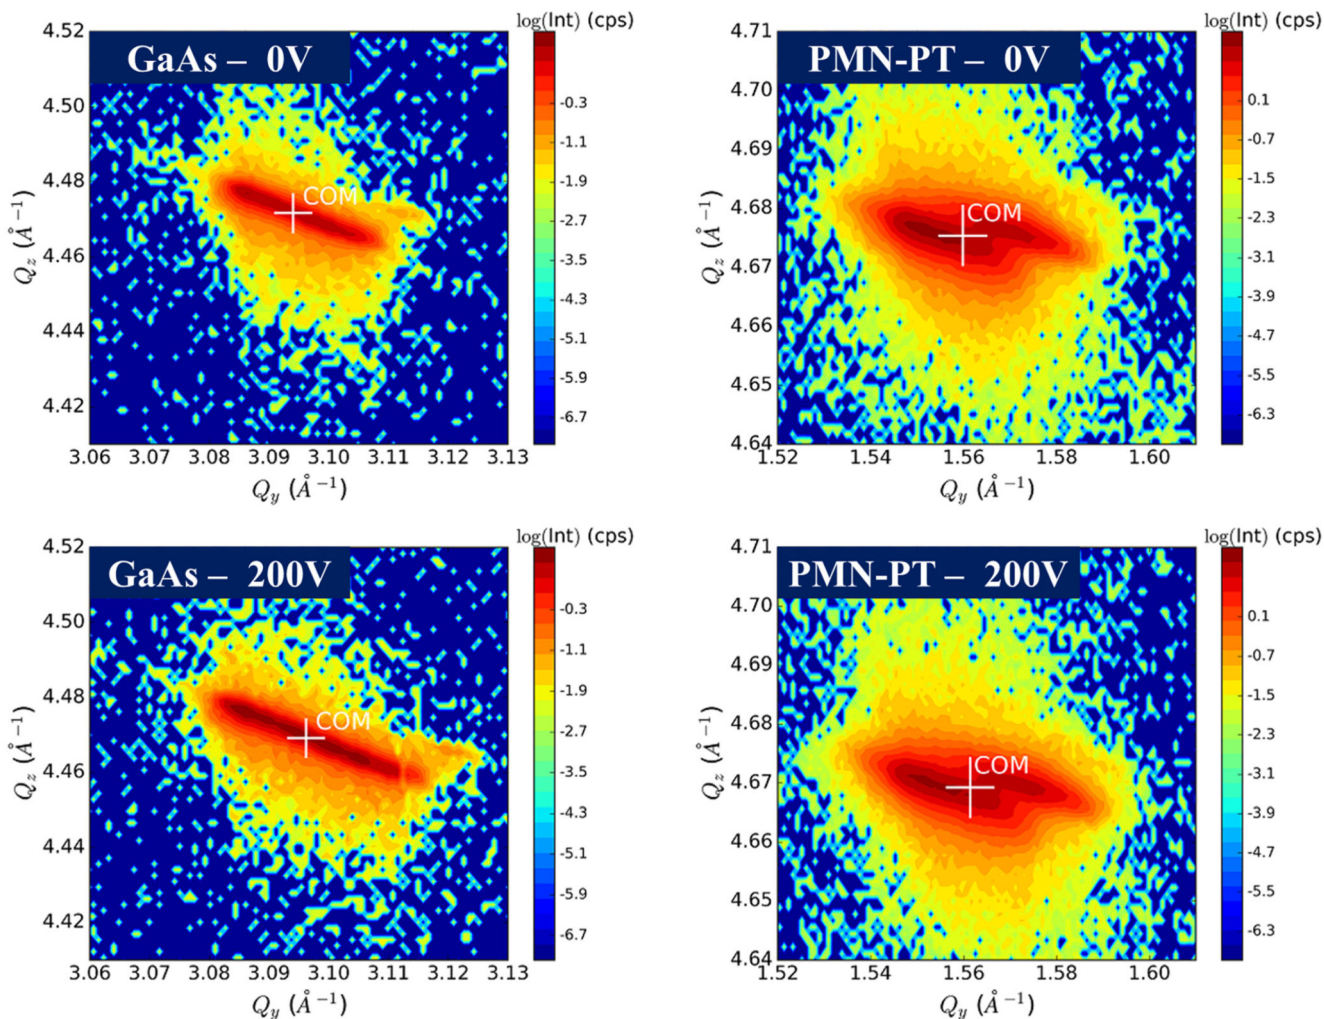 log(Int) (cps)
GaAs – 0V
4.52
4.50
4.48
4.46
4.44
4.42
Q_z (Å⁻¹)
COM
3.06 3.07 3.08 3.09 3.10 3.11 3.12 3.13
Q_y (Å⁻¹)
-0.3
-1.1
-1.9
-2.7
-3.5
-4.3
-5.1
-5.9
-6.7
log(Int) (cps)
PMN-PT – 0V
4.71
4.70
4.69
4.68
4.67
4.66
4.65
4.64
Q_z (Å⁻¹)
COM
1.52 1.54 1.56 1.58 1.60
Q_y (Å⁻¹)
0.1
-0.7
-1.5
-2.3
-3.1
-3.9
-4.7
-5.5
-6.3
log(Int) (cps)
GaAs – 200V
4.52
4.50
4.48
4.46
4.44
4.42
Q_z (Å⁻¹)
COM
3.06 3.07 3.08 3.09 3.10 3.11 3.12 3.13
Q_y (Å⁻¹)
-0.3
-1.1
-1.9
-2.7
-3.5
-4.3
-5.1
-5.9
-6.7
log(Int) (cps)
PMN-PT – 200V
4.71
4.70
4.69
4.68
4.67
4.66
4.65
4.64
Q_z (Å⁻¹)
COM
1.52 1.54 1.56 1.58 1.60
Q_y (Å⁻¹)
0.1
-0.7
-1.5
-2.3
-3.1
-3.9
-4.7
-5.5
-6.3